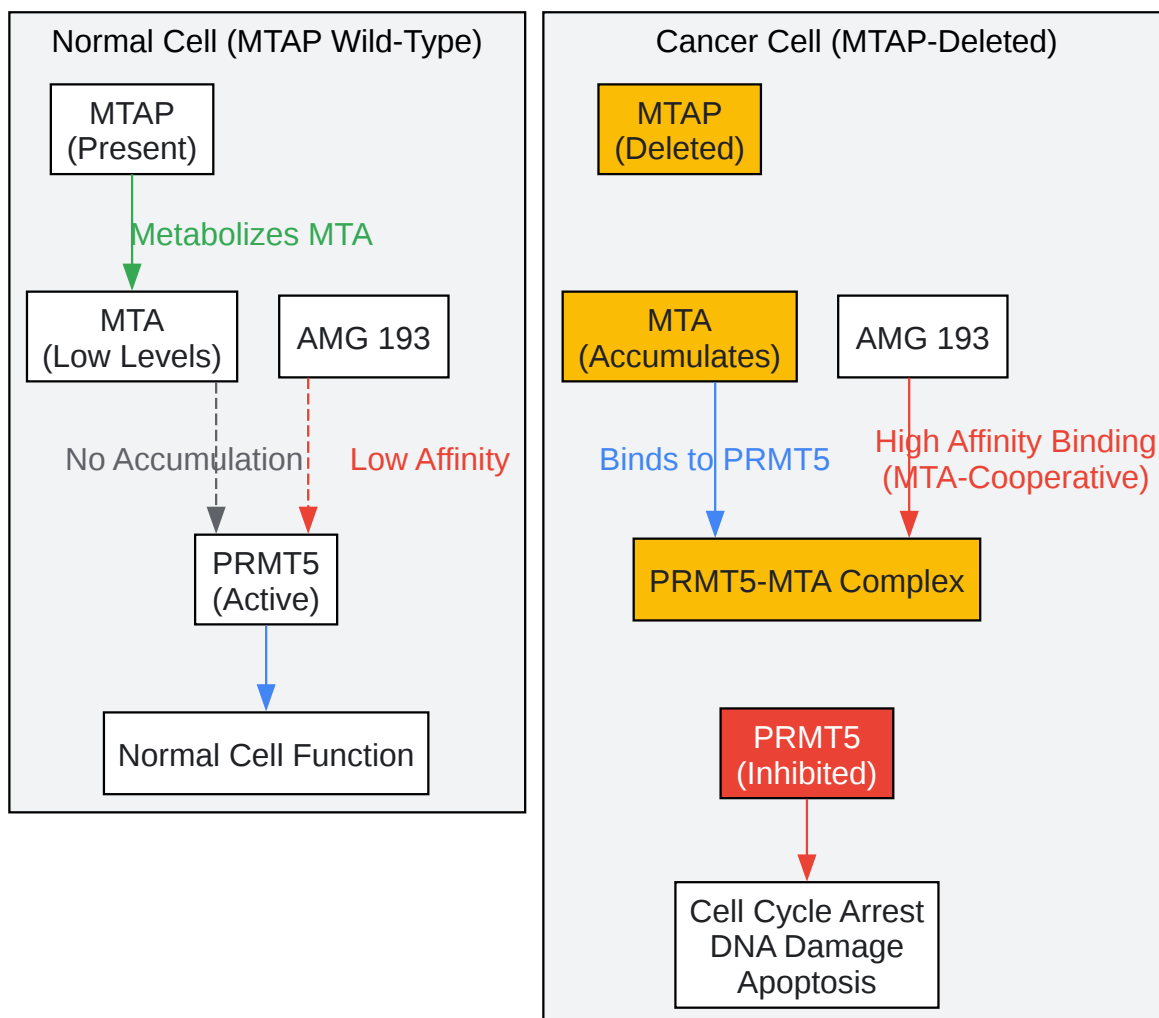 Normal Cell (MTAP Wild-Type)
MTAP
(Present)
Metabolizes MTA
MTA
(Low Levels)
AMG 193
No Accumulation
Low Affinity
PRMT5
(Active)
Normal Cell Function
Cancer Cell (MTAP-Deleted)
MTAP
(Deleted)
MTA
(Accumulates)
AMG 193
Binds to PRMT5
High Affinity Binding
(MTA-Cooperative)
PRMT5-MTA Complex
PRMT5
(Inhibited)
Cell Cycle Arrest
DNA Damage
Apoptosis